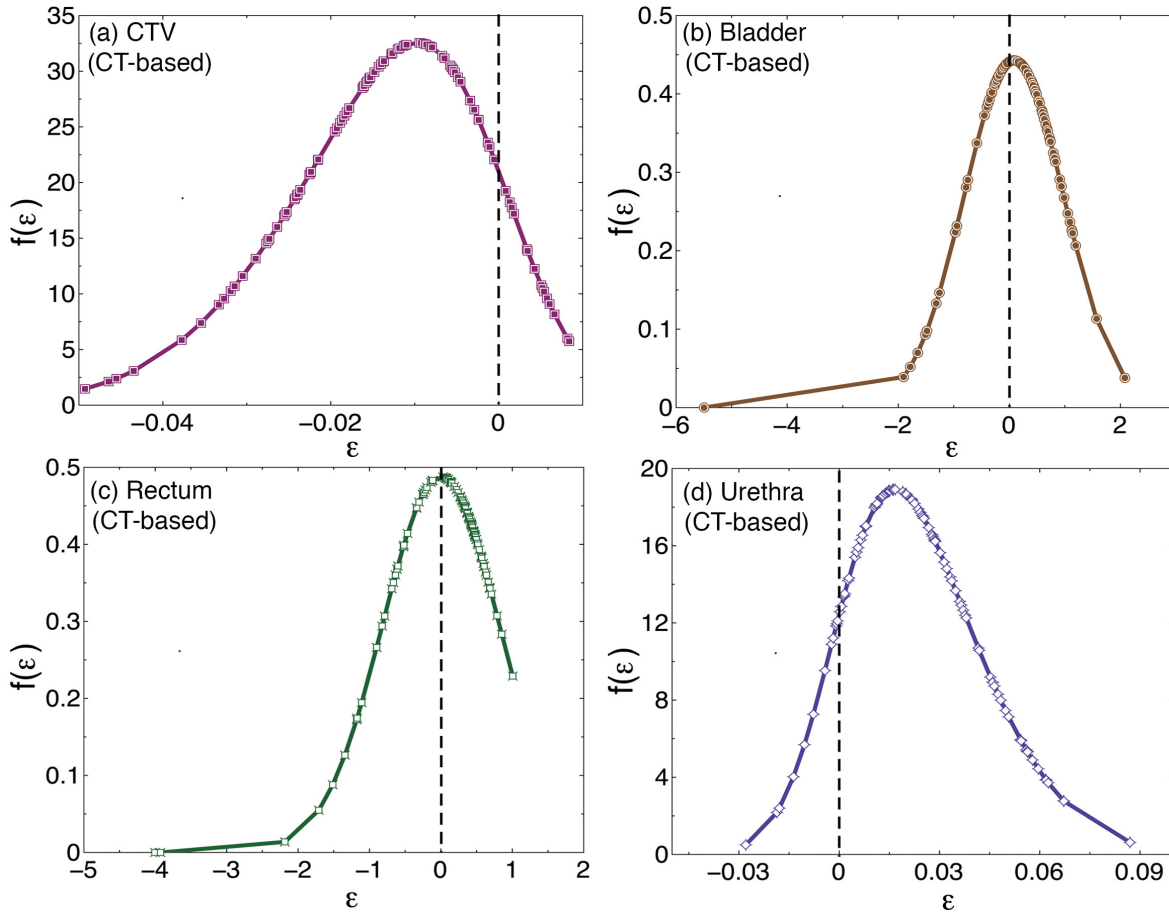 (a) CTV
(CT-based)
f(ε)
35
30
25
20
15
10
5
0
−0.04
−0.02
0
ε
(b) Bladder
(CT-based)
f(ε)
0.5
0.4
0.3
0.2
0.1
0
−6
−4
−2
0
2
ε
(c) Rectum
(CT-based)
f(ε)
0.5
0.4
0.3
0.2
0.1
0
−5
−4
−3
−2
−1
0
1
2
ε
(d) Urethra
(CT-based)
f(ε)
20
16
12
8
4
0
−0.03
0
0.03
0.06
0.09
ε